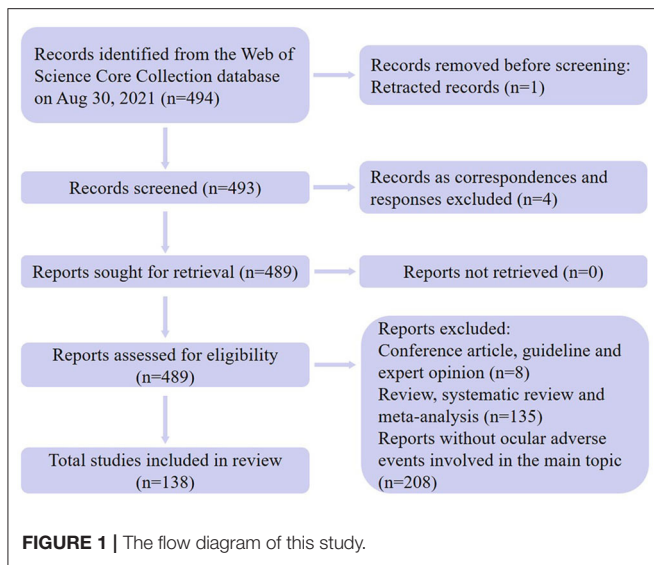 Records identified from the Web of
Science Core Collection database
on Aug 30, 2021 (n=494)
Records removed before screening:
Retracted records (n=1)
Records screened (n=493)
Records as correspondences and
responses excluded (n=4)
Reports sought for retrieval (n=489)
Reports not retrieved (n=0)
Reports assessed for eligibility
(n=489)
Reports excluded:
Conference article, guideline and
expert opinion (n=8)
Review, systematic review and
meta-analysis (n=135)
Reports without ocular adverse
events involved in the main topic
(n=208)
Total studies included in review
(n=138)
FIGURE 1 | The flow diagram of this study.